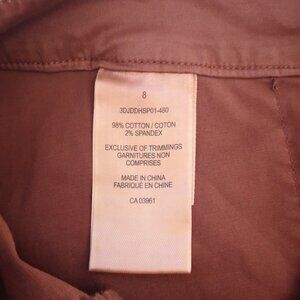 8
3DJDDHSP01-480
98% COTTON / COTON
2% SPANDEX
EXCLUSIVE OF TRIMMINGS
GARNITURES NON
COMPRISES
MADE IN CHINA
FABRIQUÉ EN CHINE
CA 03961